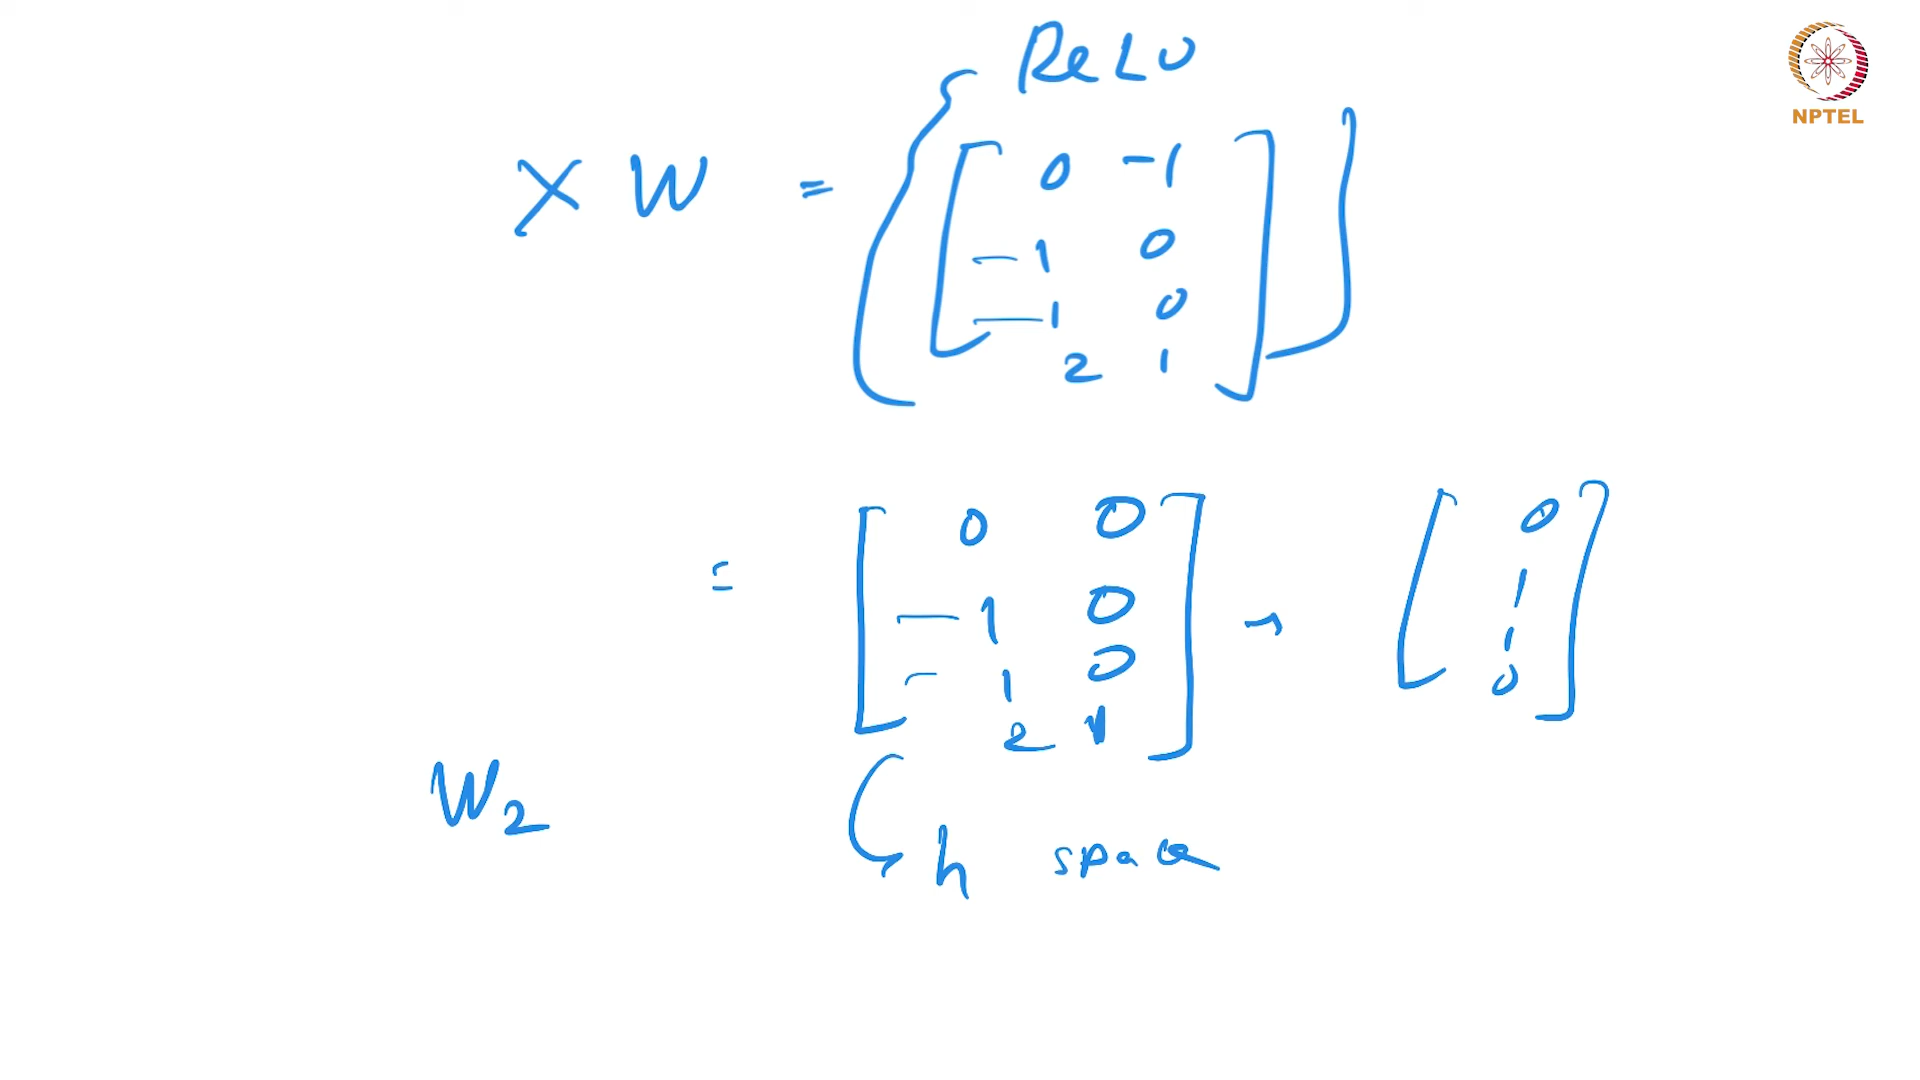 ReLU
NPTEL
X W = [ 0 -1
-1 0
-1 0
2 1 ]
= [ 0 0
-1 0
-1 0
2 1 ] → [ 0
1
1
0 ]
W2
h space